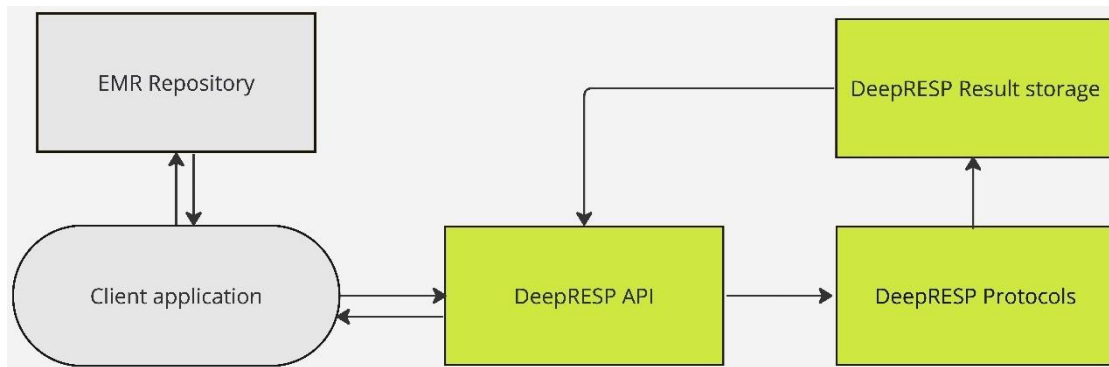 EMR Repository
DeepRESP Result storage
Client application
DeepRESP API
DeepRESP Protocols